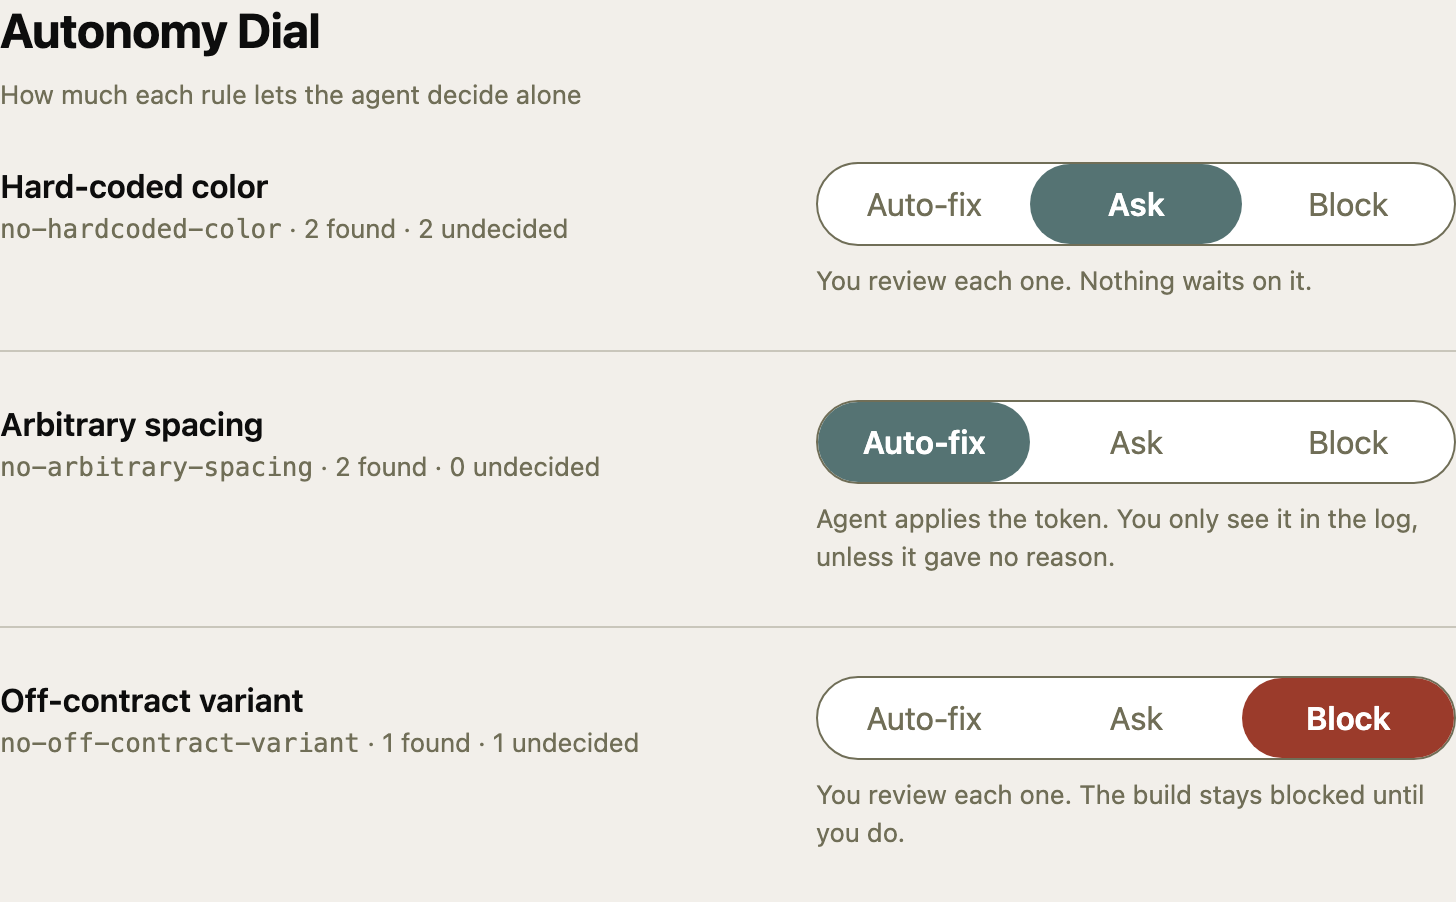 Autonomy Dial
How much each rule lets the agent decide alone
Hard-coded color
no-hardcoded-color · 2 found · 2 undecided
Auto-fix Ask Block
You review each one. Nothing waits on it.
Arbitrary spacing
no-arbitrary-spacing · 2 found · 0 undecided
Auto-fix Ask Block
Agent applies the token. You only see it in the log,
unless it gave no reason.
Off-contract variant
no-off-contract-variant · 1 found · 1 undecided
Auto-fix Ask Block
You review each one. The build stays blocked until
you do.